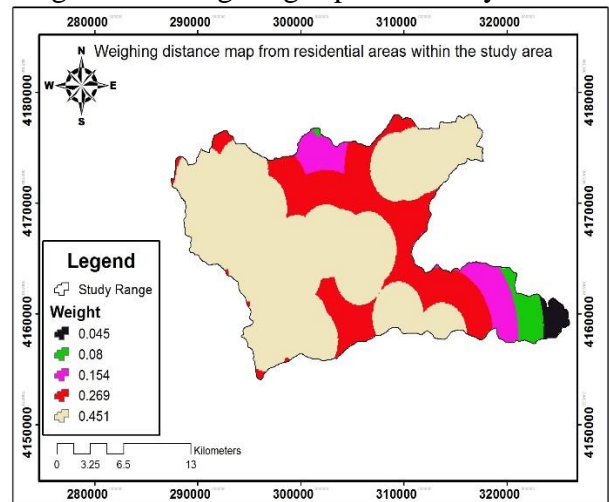 280000 290000 300000 310000 320000
Weighing distance map from residential areas within the study area
N
W E
S
4180000 4180000
4170000 4170000
4160000 4160000
4150000 4150000
Legend
Study Range
Weight
0.045
0.08
0.154
0.269
0.451
Kilometers
0 3.25 6.5 13
280000 290000 300000 310000 320000